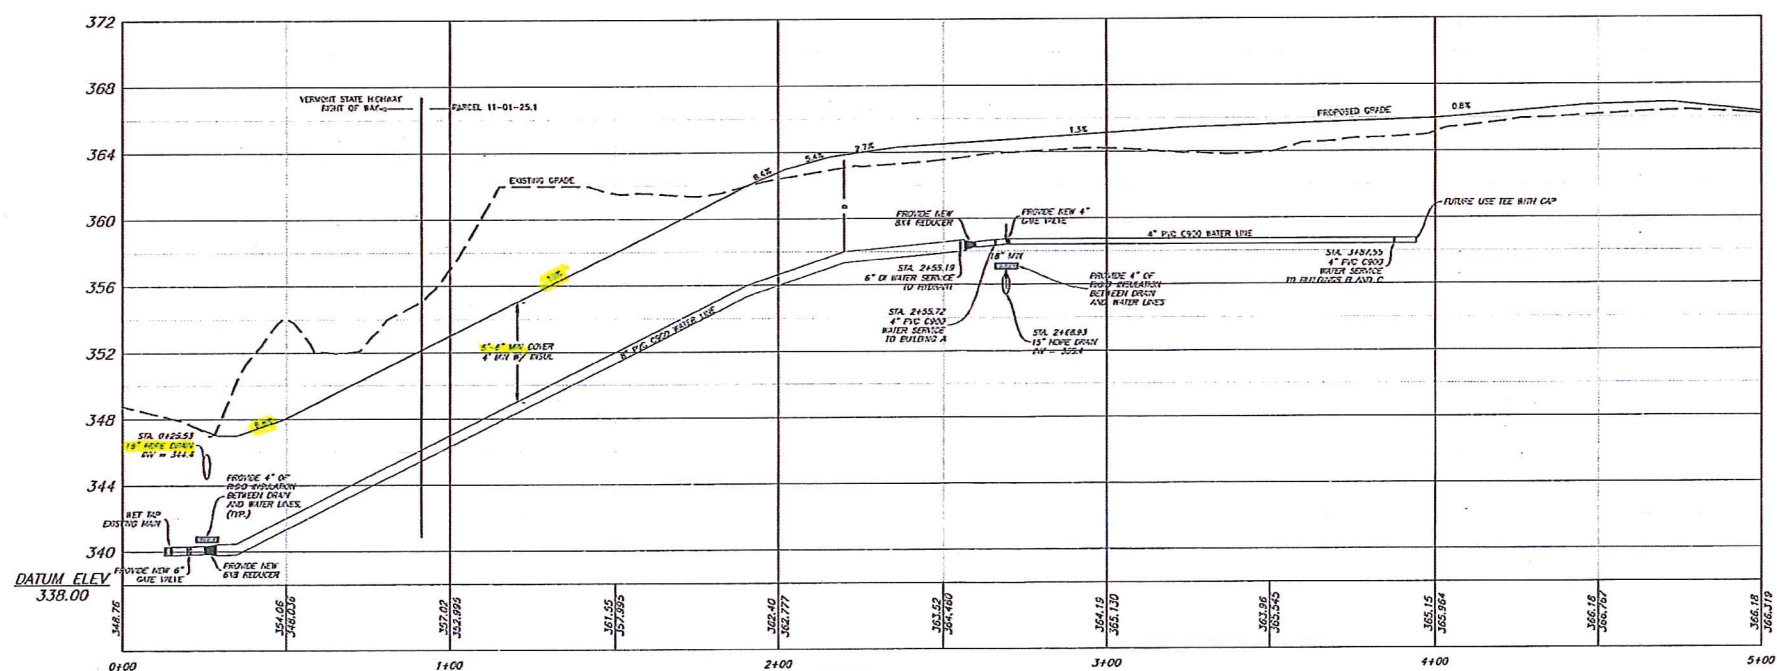 372
368
364
360
356
352
348
344
340
DATUM ELEV
338.00
VERMONT STATE HIGHWAY
RIGHT OF WAY
PARCEL 11-01-25.1
EXISTING GRADE
PROPOSED GRADE
8.4%
5.4%
2.7%
1.3%
0.8%
STA. 0+25.53
15" HDPE DRAIN
INV = 344.4
PROVIDE 4" OF
RIGID INSULATION
BETWEEN DRAIN
AND WATER LINES.
(TYP.)
WET TAP
EXISTING MAIN
PROVIDE NEW 6"
GATE VALVE
PROVIDE NEW
6X8 REDUCER
MIN COVER
4' MIN W/ INSUL
8" PVC C900 WATER LINE
PROVIDE NEW
8X4 REDUCER
PROVIDE NEW 4"
GATE VALVE
18" MIN
STA. 2+55.19
6" DI WATER SERVICE
TO HYDRANT
STA. 2+55.72
4" PVC C900
WATER SERVICE
TO BUILDING A
STA. 2+68.93
15" HDPE DRAIN
PROVIDE 4" OF
RIGID INSULATION
BETWEEN DRAIN
AND WATER LINES
4" PVC C900 WATER LINE
STA. 3+87.55
4" PVC C900
WATER SERVICE
TO BUILDINGS B AND C
FUTURE USE TEE WITH CAP
348.76
354.06
348.036
357.02
352.995
361.55
357.995
362.40
362.777
363.52
364.460
364.19
365.130
363.96
365.545
365.15
365.964
366.18
366.767
366.18
366.319
0+00
1+00
2+00
3+00
4+00
5+00